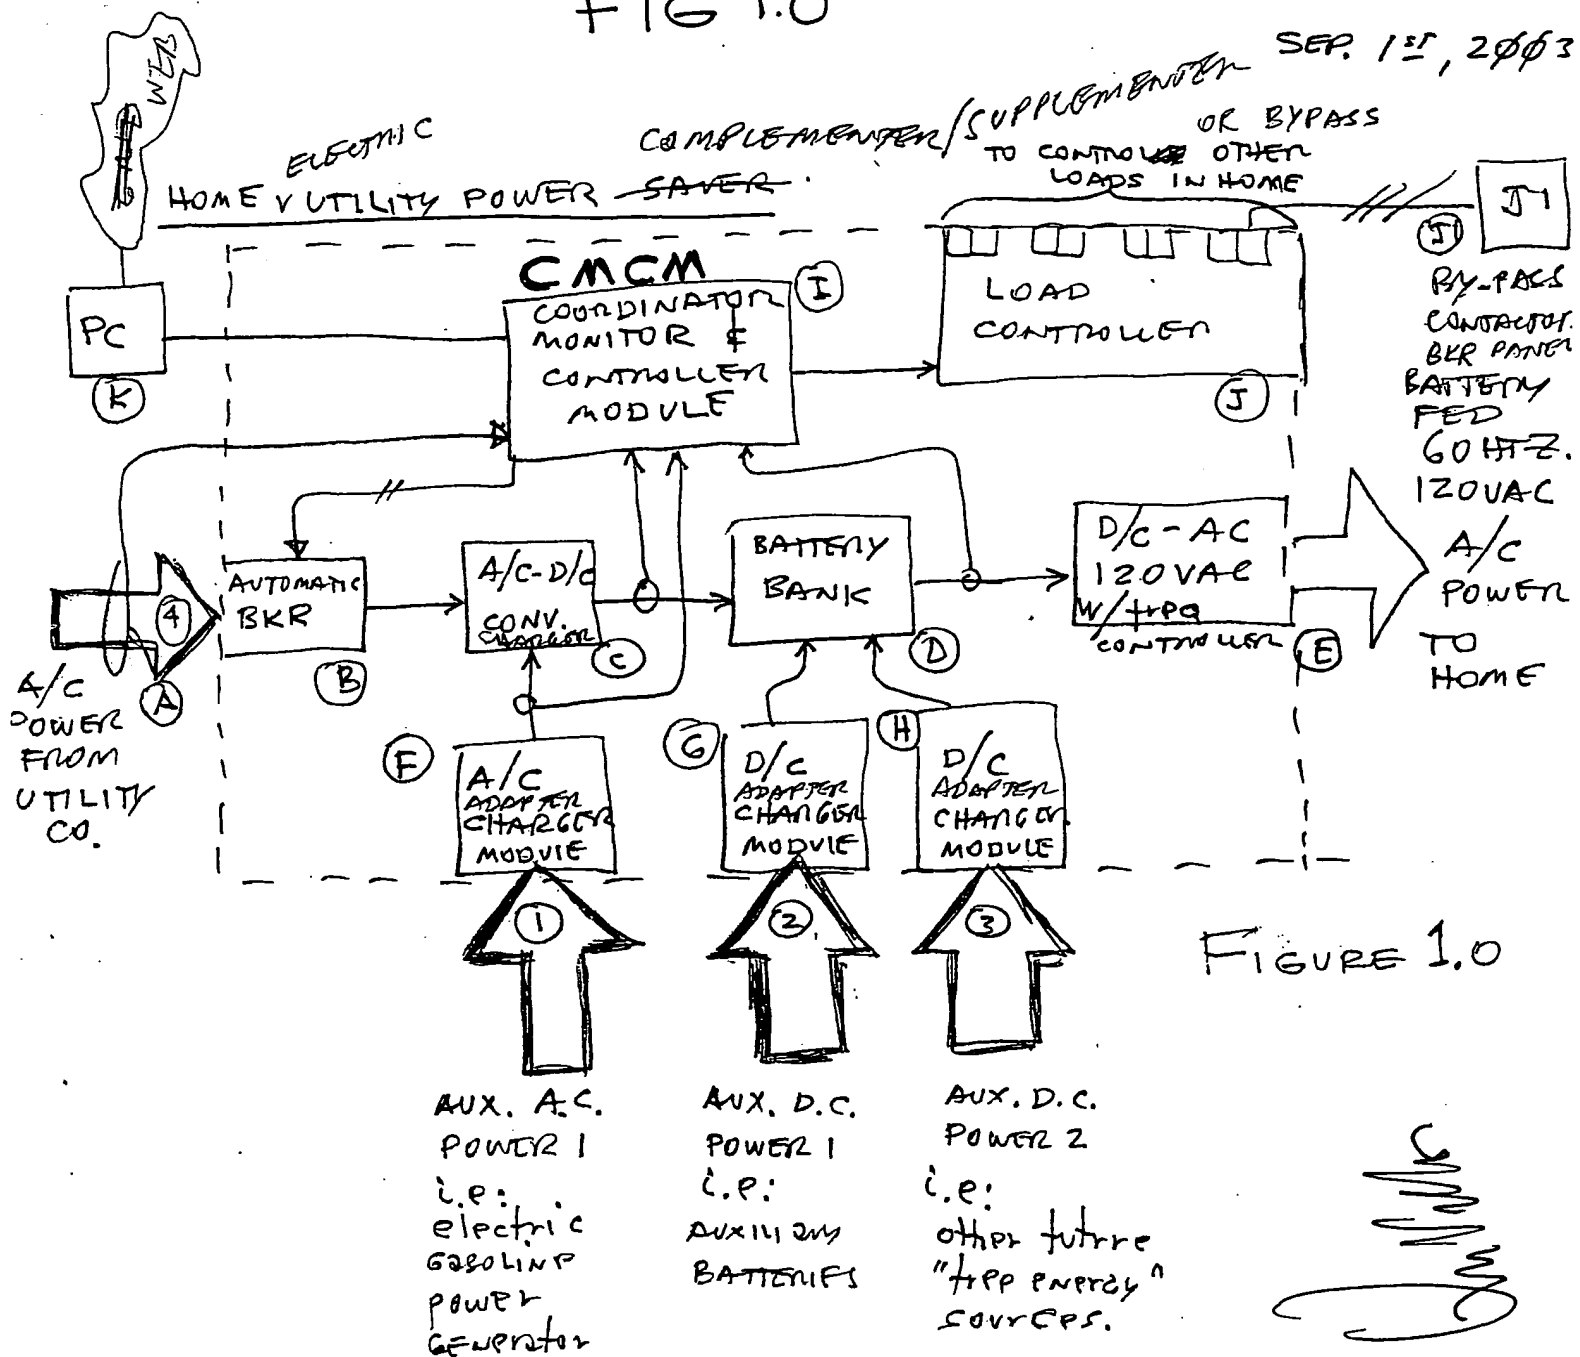 FIG 1.0
SEP. 1ST, 2003
ELECTRIC
COMPLEMENTER/SUPPLEMENTER
HOME UTILITY POWER SAVER
OR BYPASS
TO CONTROL OTHER
LOADS IN HOME
J1
J1
BY-PASS
CONTACTOR.
BKR PANEL
BATTERY
FED
60 HTZ.
120VAC
CMCM
COORDINATOR
MONITOR &
CONTROLLER
MODULE
I
LOAD
CONTROLLER
J
PC
K
A/C
POWER
FROM
UTILITY
CO.
4
A
AUTOMATIC
BKR
B
A/C-D/C
CONV.
CHARGER
C
BATTERY
BANK
D
D/C-AC
120VAC
W/freq
CONTROLLER
E
A/C
POWER
TO
HOME
F
A/C
ADAPTER
CHARGER
MODULE
G
D/C
ADAPTER
CHARGER
MODULE
H
D/C
ADAPTER
CHARGER
MODULE
1
2
3
FIGURE 1.0
AUX. A.C.
POWER 1
i.e:
electric
GASOLINE
power
Generator
AUX. D.C.
POWER 1
i.e:
AUXILIARY
BATTERIES
AUX. D.C.
POWER 2
i.e:
other future
"free energy"
sources.